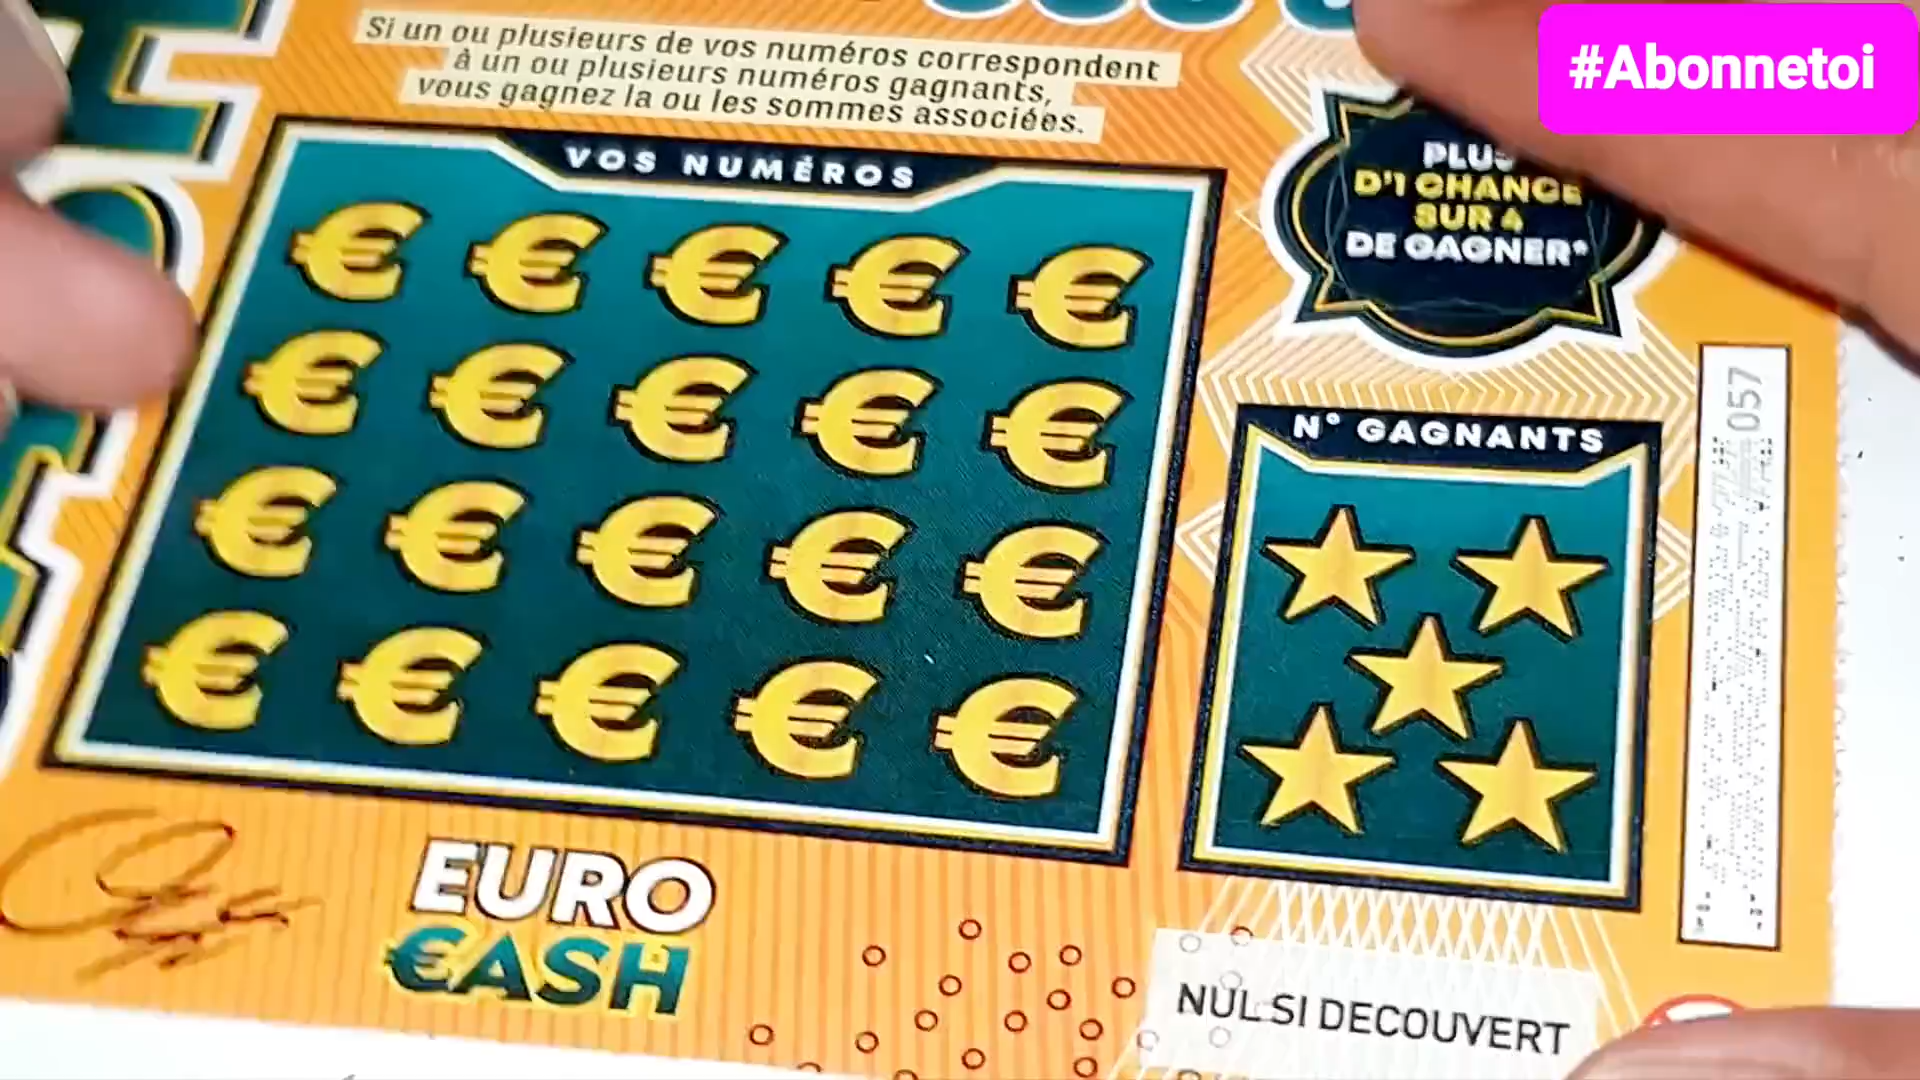 #Abonnetoi
Si un ou plusieurs de vos numéros correspondent
à un ou plusieurs numéros gagnants,
vous gagnez la ou les sommes associées.
VOS NUMÉROS
PLUS
D'1 CHANCE
SUR 4
DE GAGNER*
057
N° GAGNANTS
EURO
€ASH
NUL SI DECOUVERT